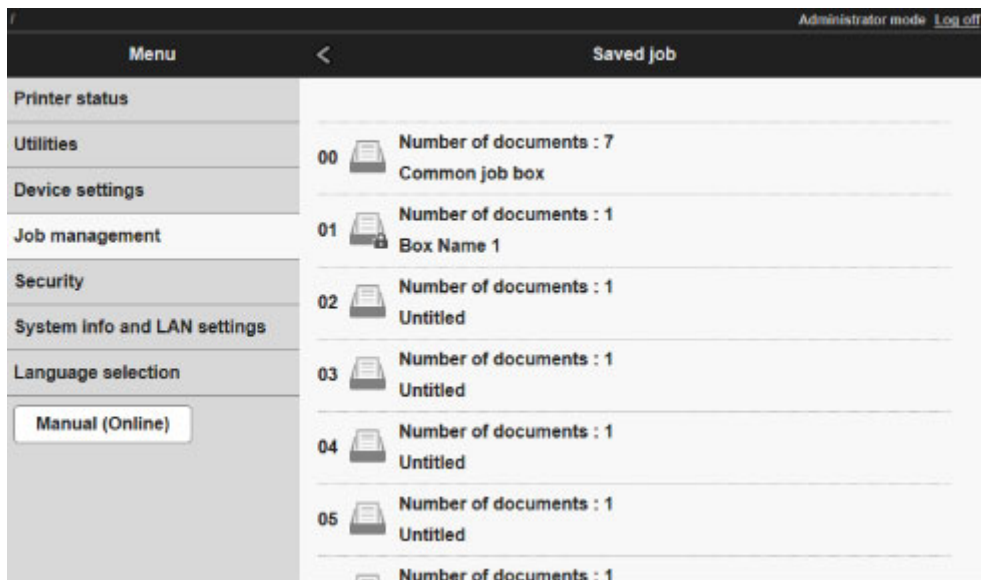 Administrator mode Log off
Menu
<
Saved job
Printer status
Utilities
Device settings
Job management
Security
System info and LAN settings
Language selection
Manual (Online)
00
Number of documents : 7
Common job box
01
Number of documents : 1
Box Name 1
02
Number of documents : 1
Untitled
03
Number of documents : 1
Untitled
04
Number of documents : 1
Untitled
05
Number of documents : 1
Untitled
Number of documents : 1